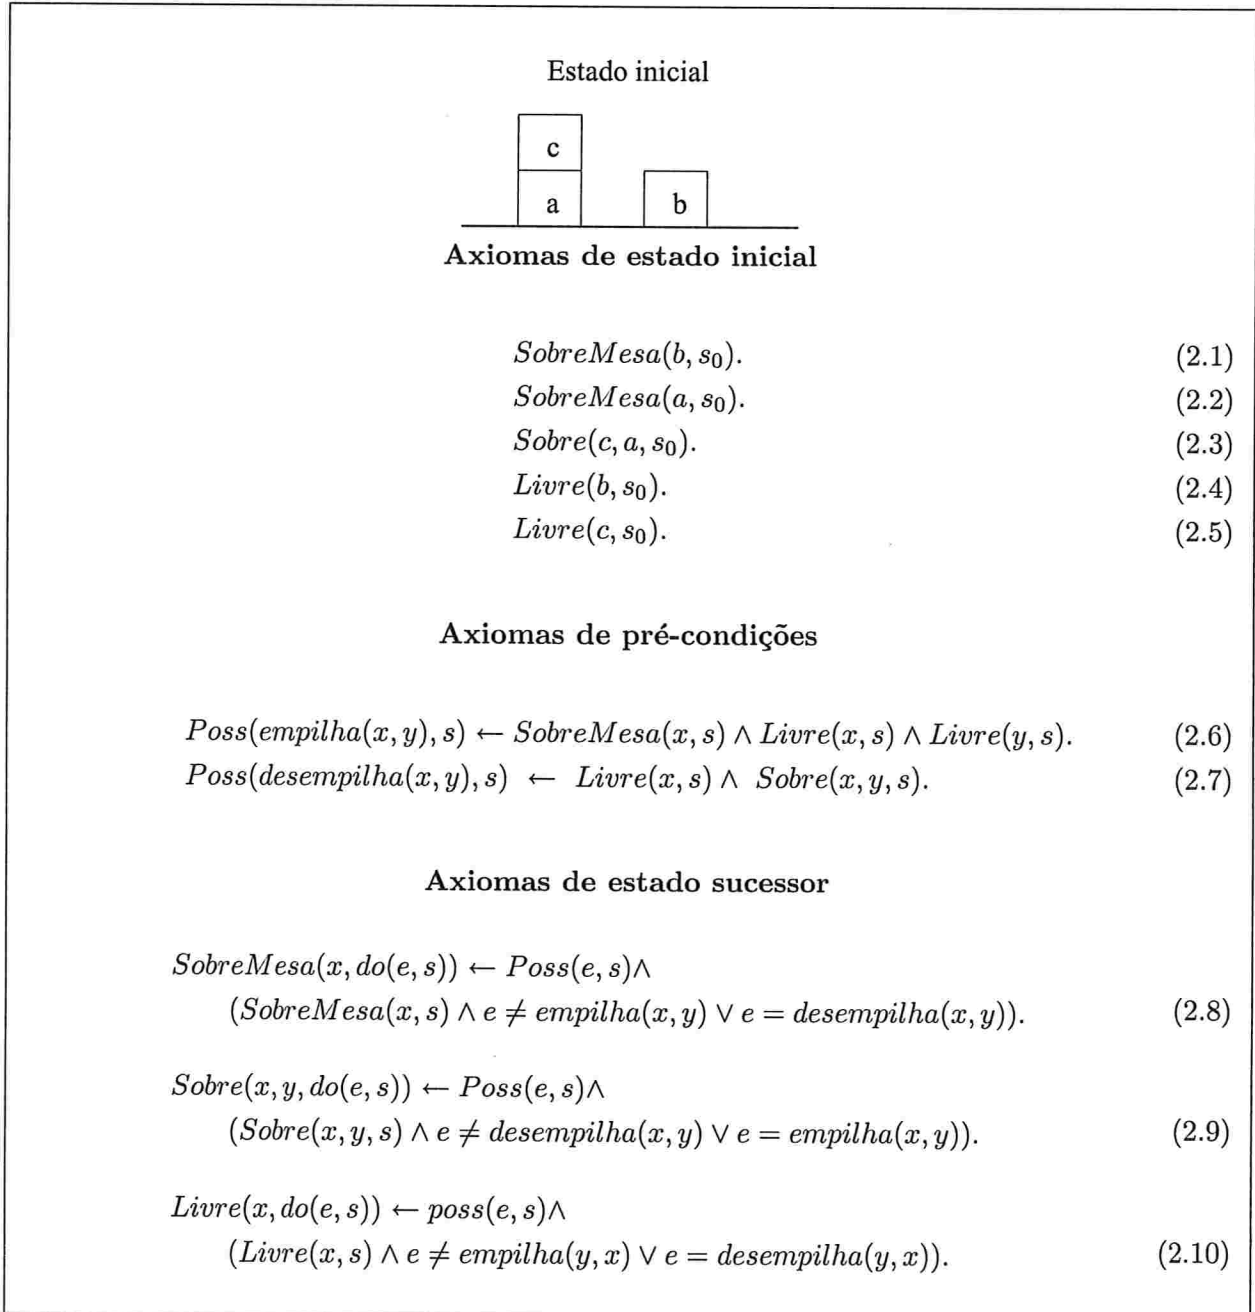 Estado inicial
c
a b
Axiomas de estado inicial
SobreMesa(b, s₀). (2.1)
SobreMesa(a, s₀). (2.2)
Sobre(c, a, s₀). (2.3)
Livre(b, s₀). (2.4)
Livre(c, s₀). (2.5)
Axiomas de pré-condições
Poss(empilha(x, y), s) ← SobreMesa(x, s) ∧ Livre(x, s) ∧ Livre(y, s). (2.6)
Poss(desempilha(x, y), s) ← Livre(x, s) ∧ Sobre(x, y, s). (2.7)
Axiomas de estado sucessor
SobreMesa(x, do(e, s)) ← Poss(e, s)∧
(SobreMesa(x, s) ∧ e ≠ empilha(x, y) ∨ e = desempilha(x, y)). (2.8)
Sobre(x, y, do(e, s)) ← Poss(e, s)∧
(Sobre(x, y, s) ∧ e ≠ desempilha(x, y) ∨ e = empilha(x, y)). (2.9)
Livre(x, do(e, s)) ← poss(e, s)∧
(Livre(x, s) ∧ e ≠ empilha(y, x) ∨ e = desempilha(y, x)). (2.10)